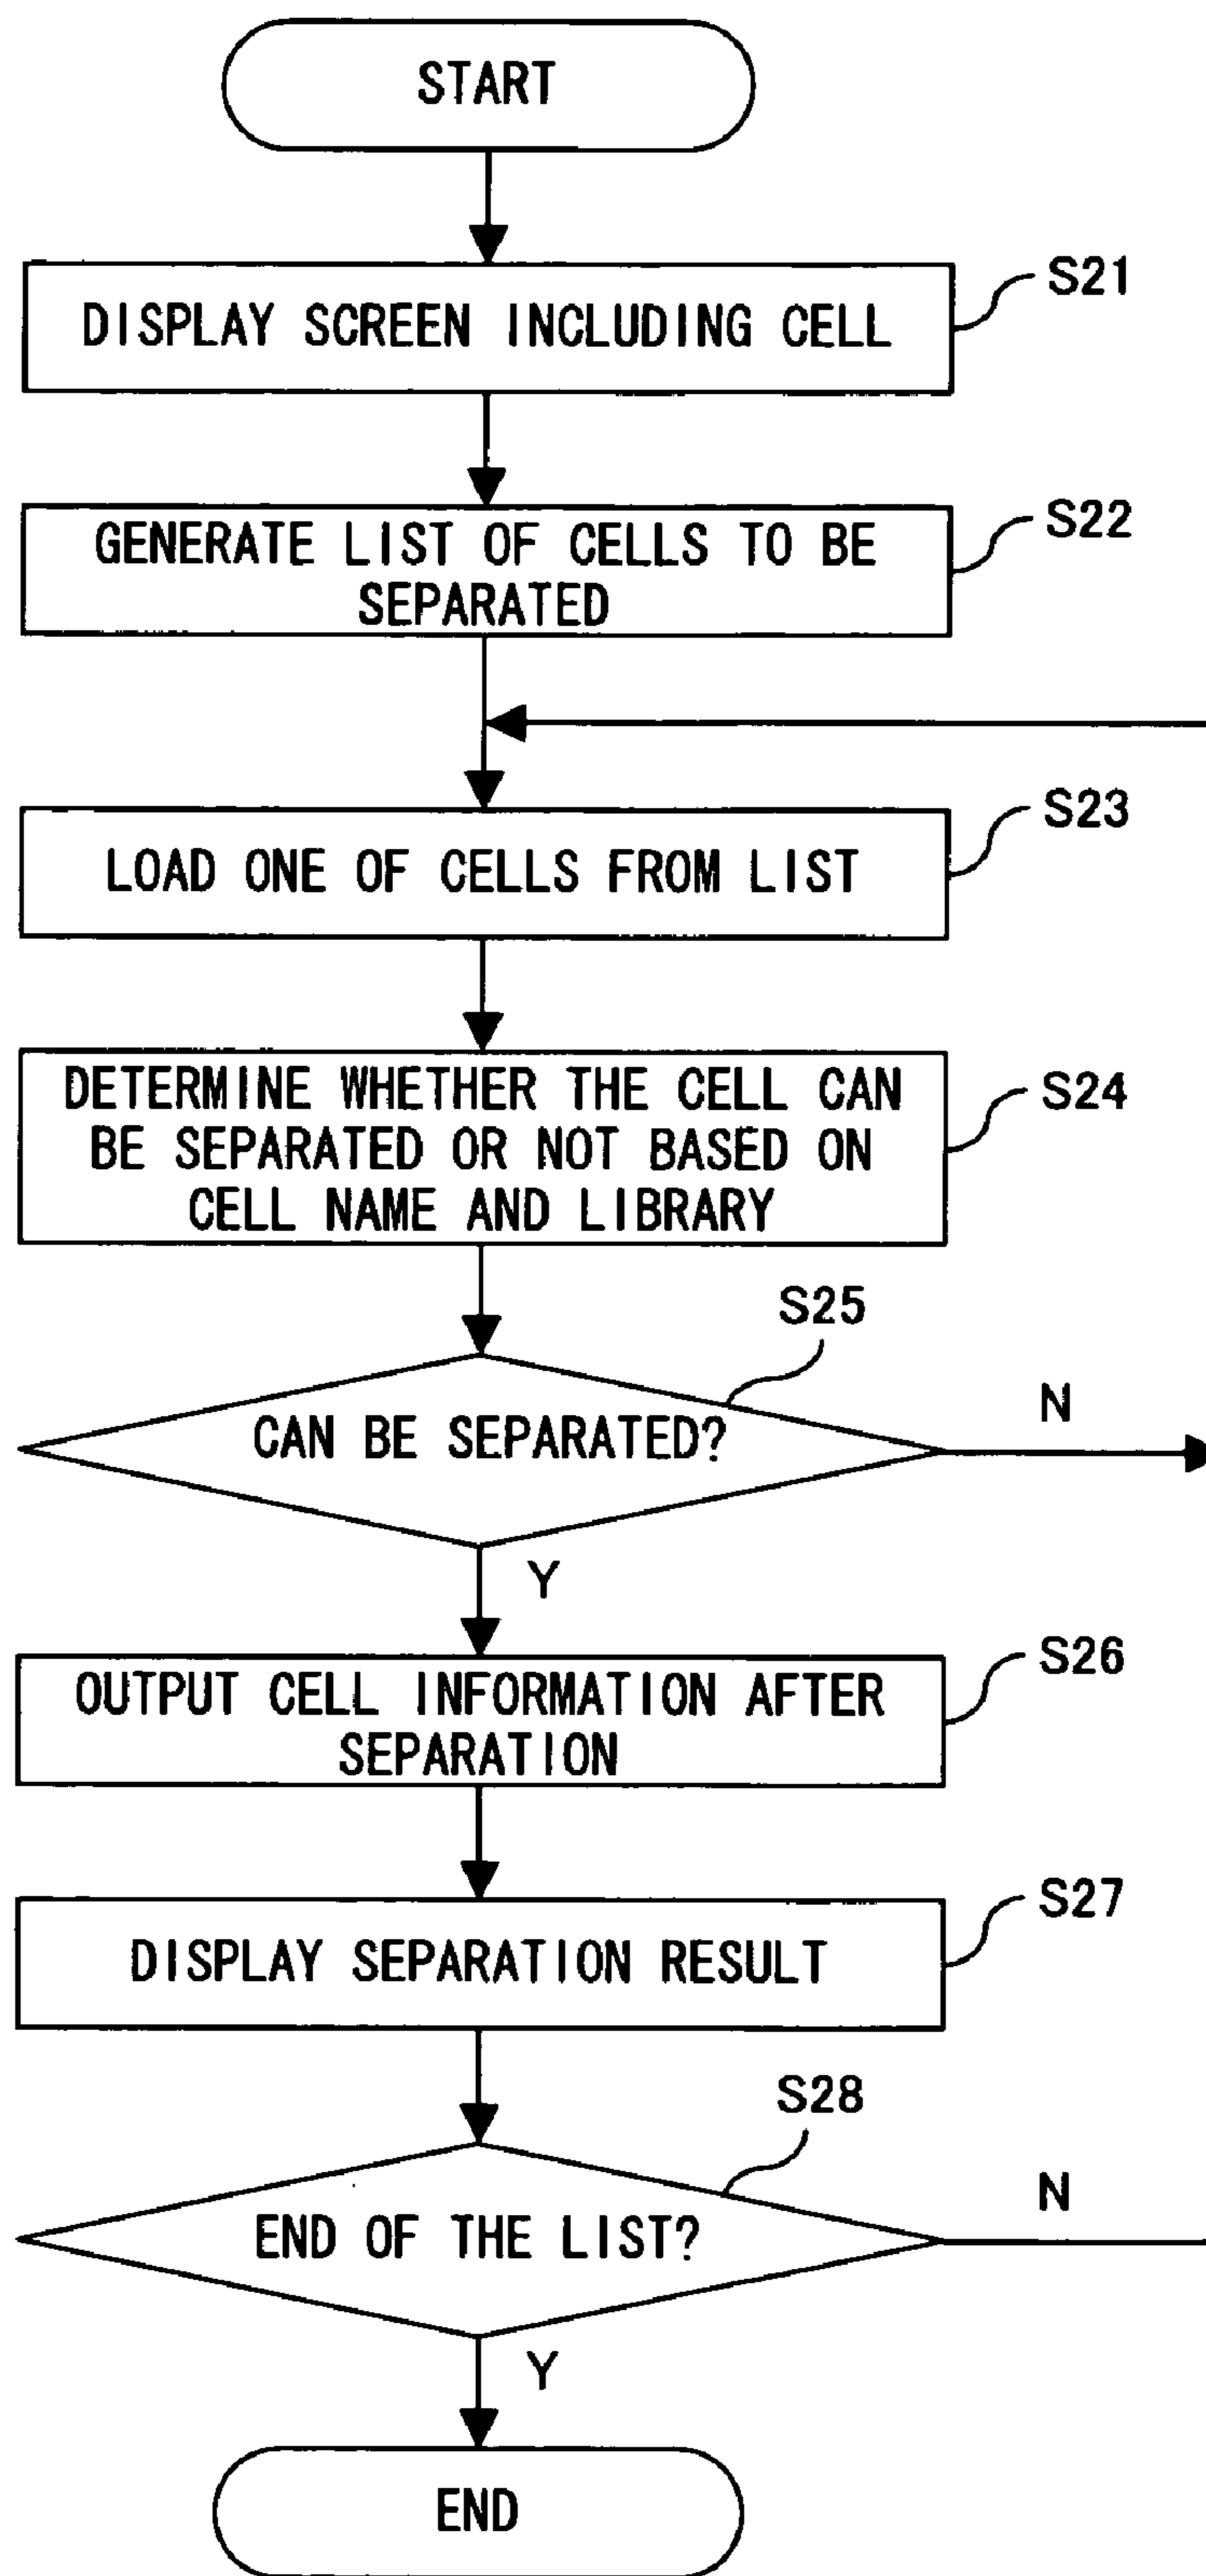 START
S21
DISPLAY SCREEN INCLUDING CELL
S22
GENERATE LIST OF CELLS TO BE
SEPARATED
S23
LOAD ONE OF CELLS FROM LIST
S24
DETERMINE WHETHER THE CELL CAN
BE SEPARATED OR NOT BASED ON
CELL NAME AND LIBRARY
S25
CAN BE SEPARATED?
N
Y
S26
OUTPUT CELL INFORMATION AFTER
SEPARATION
S27
DISPLAY SEPARATION RESULT
S28
END OF THE LIST?
N
Y
END